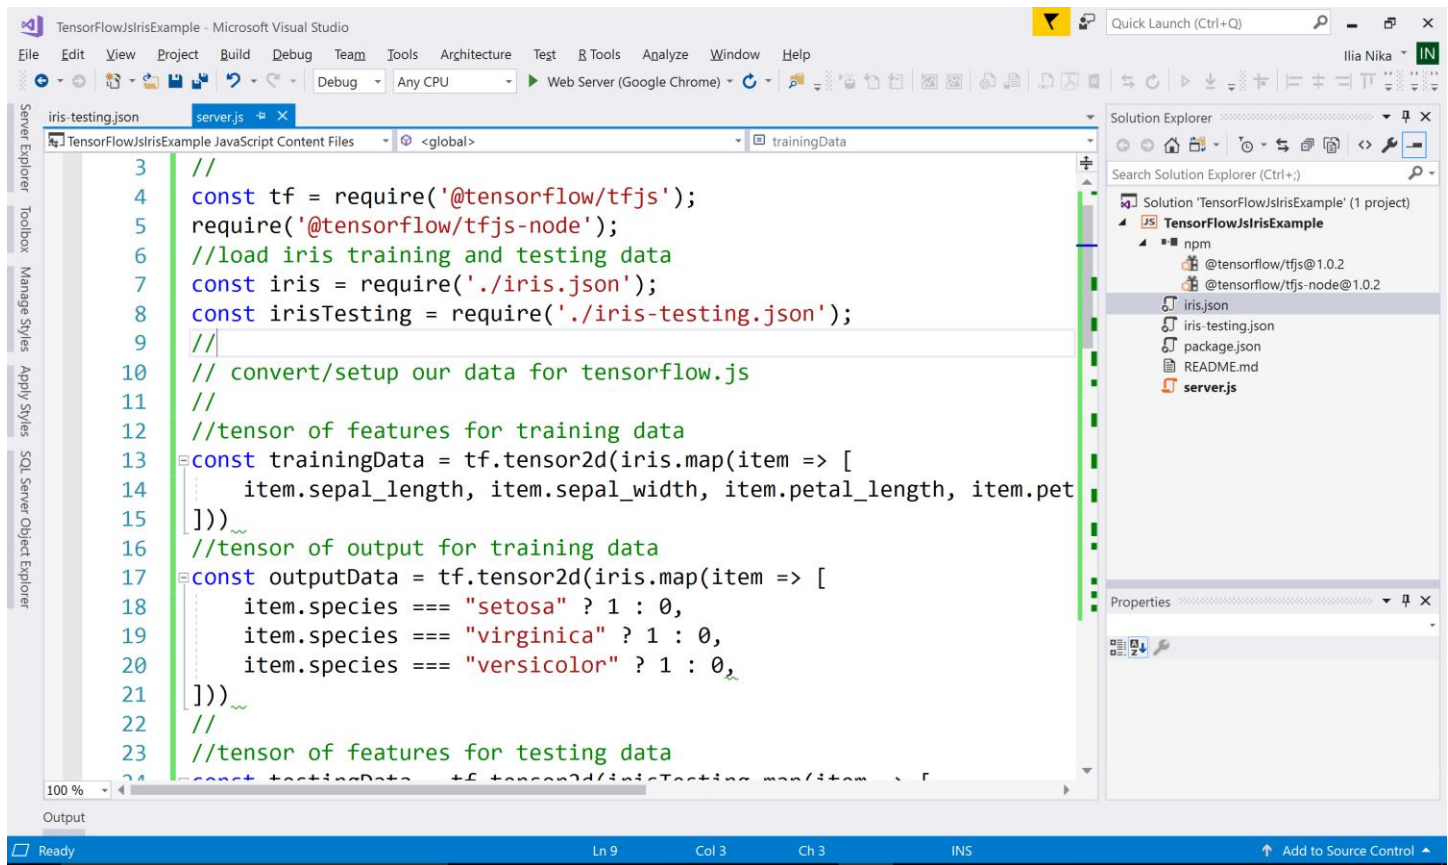 TensorFlowJsIrisExample - Microsoft Visual Studio
Quick Launch (Ctrl+Q)
File Edit View Project Build Debug Team Tools Architecture Test R Tools Analyze Window Help
Ilia Nika IN
Debug Any CPU Web Server (Google Chrome)
Server Explorer
Toolbox
Manage Styles
Apply Styles
SQL Server Object Explorer
iris-testing.json server.js
TensorFlowJsIrisExample JavaScript Content Files <global> trainingData
3 //
4 const tf = require('@tensorflow/tfjs');
5 require('@tensorflow/tfjs-node');
6 //load iris training and testing data
7 const iris = require('./iris.json');
8 const irisTesting = require('./iris-testing.json');
9 //
10 // convert/setup our data for tensorflow.js
11 //
12 //tensor of features for training data
13 const trainingData = tf.tensor2d(iris.map(item => [
14 item.sepal_length, item.sepal_width, item.petal_length, item.pet
15 ]))
16 //tensor of output for training data
17 const outputData = tf.tensor2d(iris.map(item => [
18 item.species === "setosa" ? 1 : 0,
19 item.species === "virginica" ? 1 : 0,
20 item.species === "versicolor" ? 1 : 0,
21 ]))
22 //
23 //tensor of features for testing data
24 const testingData = tf.tensor2d(irisTesting.map(item => [
100 %
Output
Solution Explorer
Search Solution Explorer (Ctrl+;)
Solution 'TensorFlowJsIrisExample' (1 project)
JS TensorFlowJsIrisExample
npm
@tensorflow/tfjs@1.0.2
@tensorflow/tfjs-node@1.0.2
iris.json
iris-testing.json
package.json
README.md
server.js
Properties
Ready Ln 9 Col 3 Ch 3 INS Add to Source Control